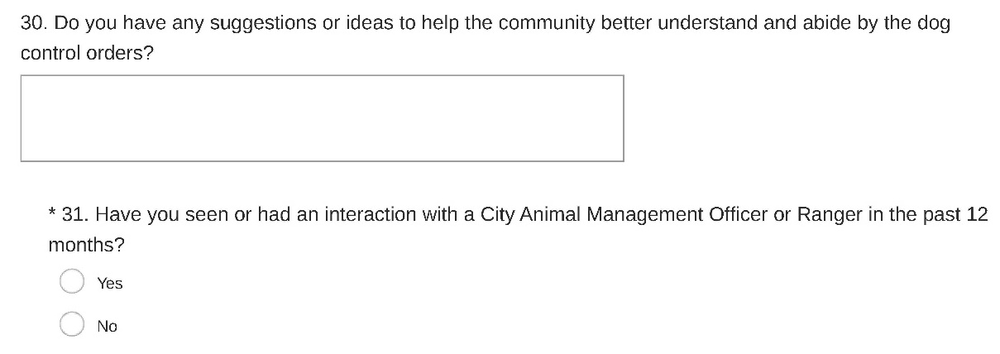 30. Do you have any suggestions or ideas to help the community better understand and abide by the dog
control orders?
* 31. Have you seen or had an interaction with a City Animal Management Officer or Ranger in the past 12
months?
Yes
No